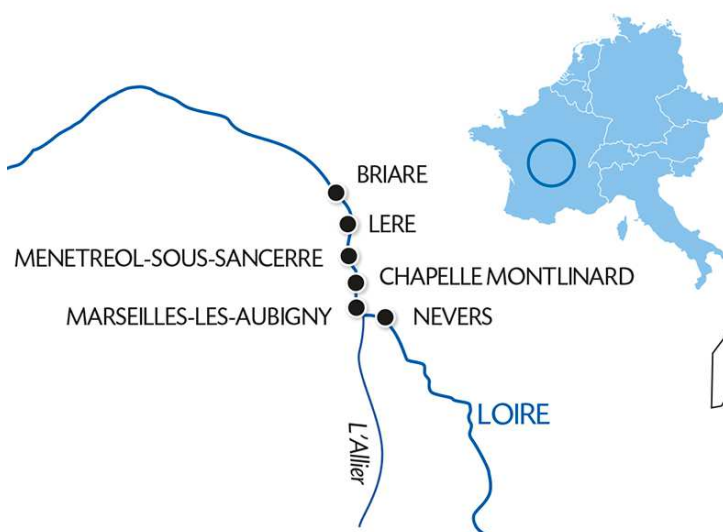 BRIARE
LERE
MENETREOL-SOUS-SANCERRE
CHAPELLE MONTLINARD
MARSEILLES-LES-AUBIGNY
NEVERS
LOIRE
L'Allier